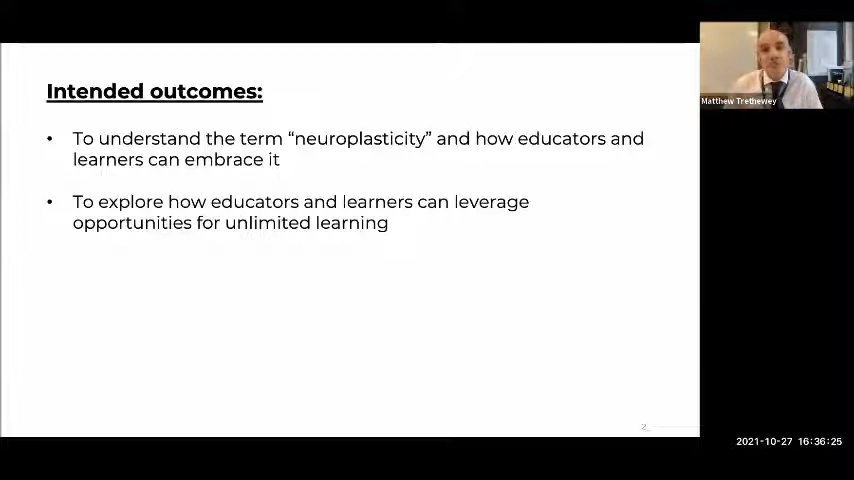 Intended outcomes:
• To understand the term “neuroplasticity” and how educators and
learners can embrace it
• To explore how educators and learners can leverage
opportunities for unlimited learning
2_
Matthew Trethewey
2021-10-27 16:36:25